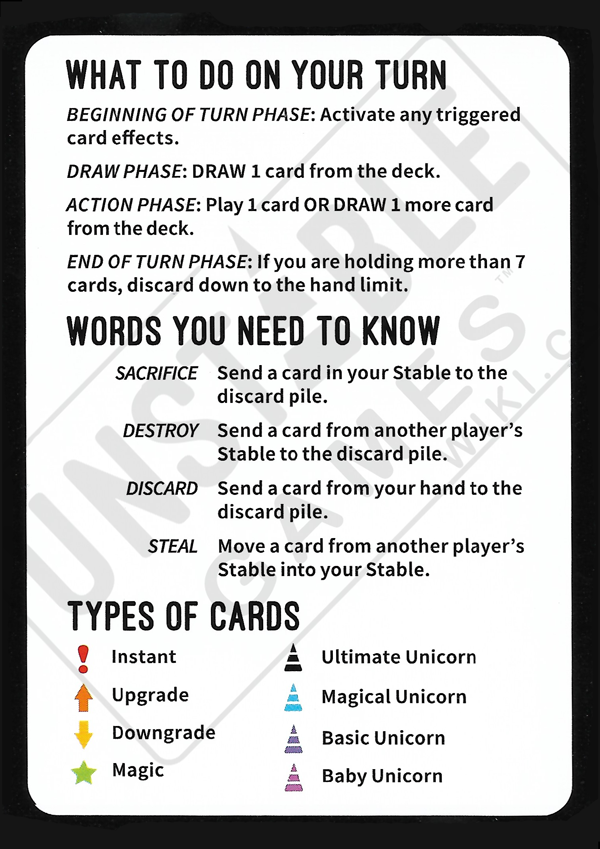 WHAT TO DO ON YOUR TURN
BEGINNING OF TURN PHASE: Activate any triggered
card effects.
DRAW PHASE: DRAW 1 card from the deck.
ACTION PHASE: Play 1 card OR DRAW 1 more card
from the deck.
END OF TURN PHASE: If you are holding more than 7
cards, discard down to the hand limit.
WORDS YOU NEED TO KNOW
SACRIFICE Send a card in your Stable to the
discard pile.
DESTROY Send a card from another player's
Stable to the discard pile.
DISCARD Send a card from your hand to the
discard pile.
STEAL Move a card from another player's
Stable into your Stable.
TYPES OF CARDS
Instant Ultimate Unicorn
Upgrade Magical Unicorn
Downgrade Basic Unicorn
Magic Baby Unicorn
UNSTABLE
GAMES™
WIKI.C